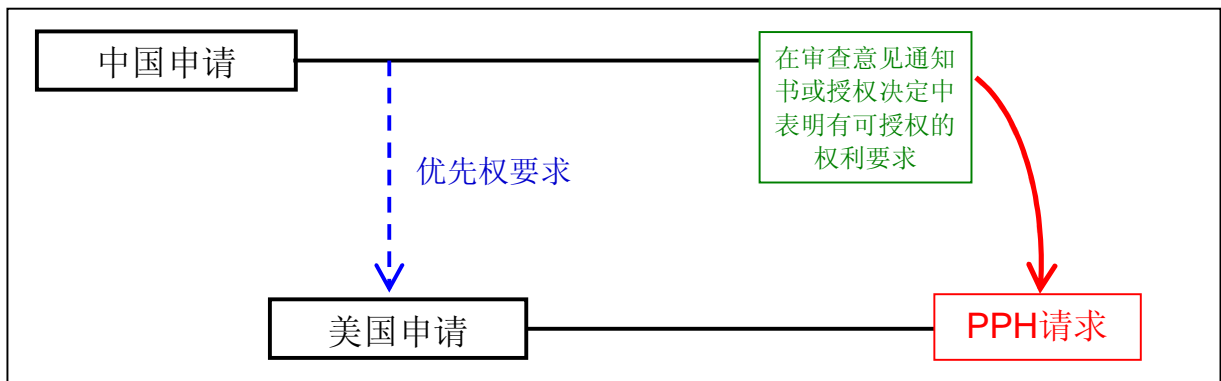 中国申请
在审查意见通知
书或授权决定中
表明有可授权的
权利要求
优先权要求
美国申请
PPH请求